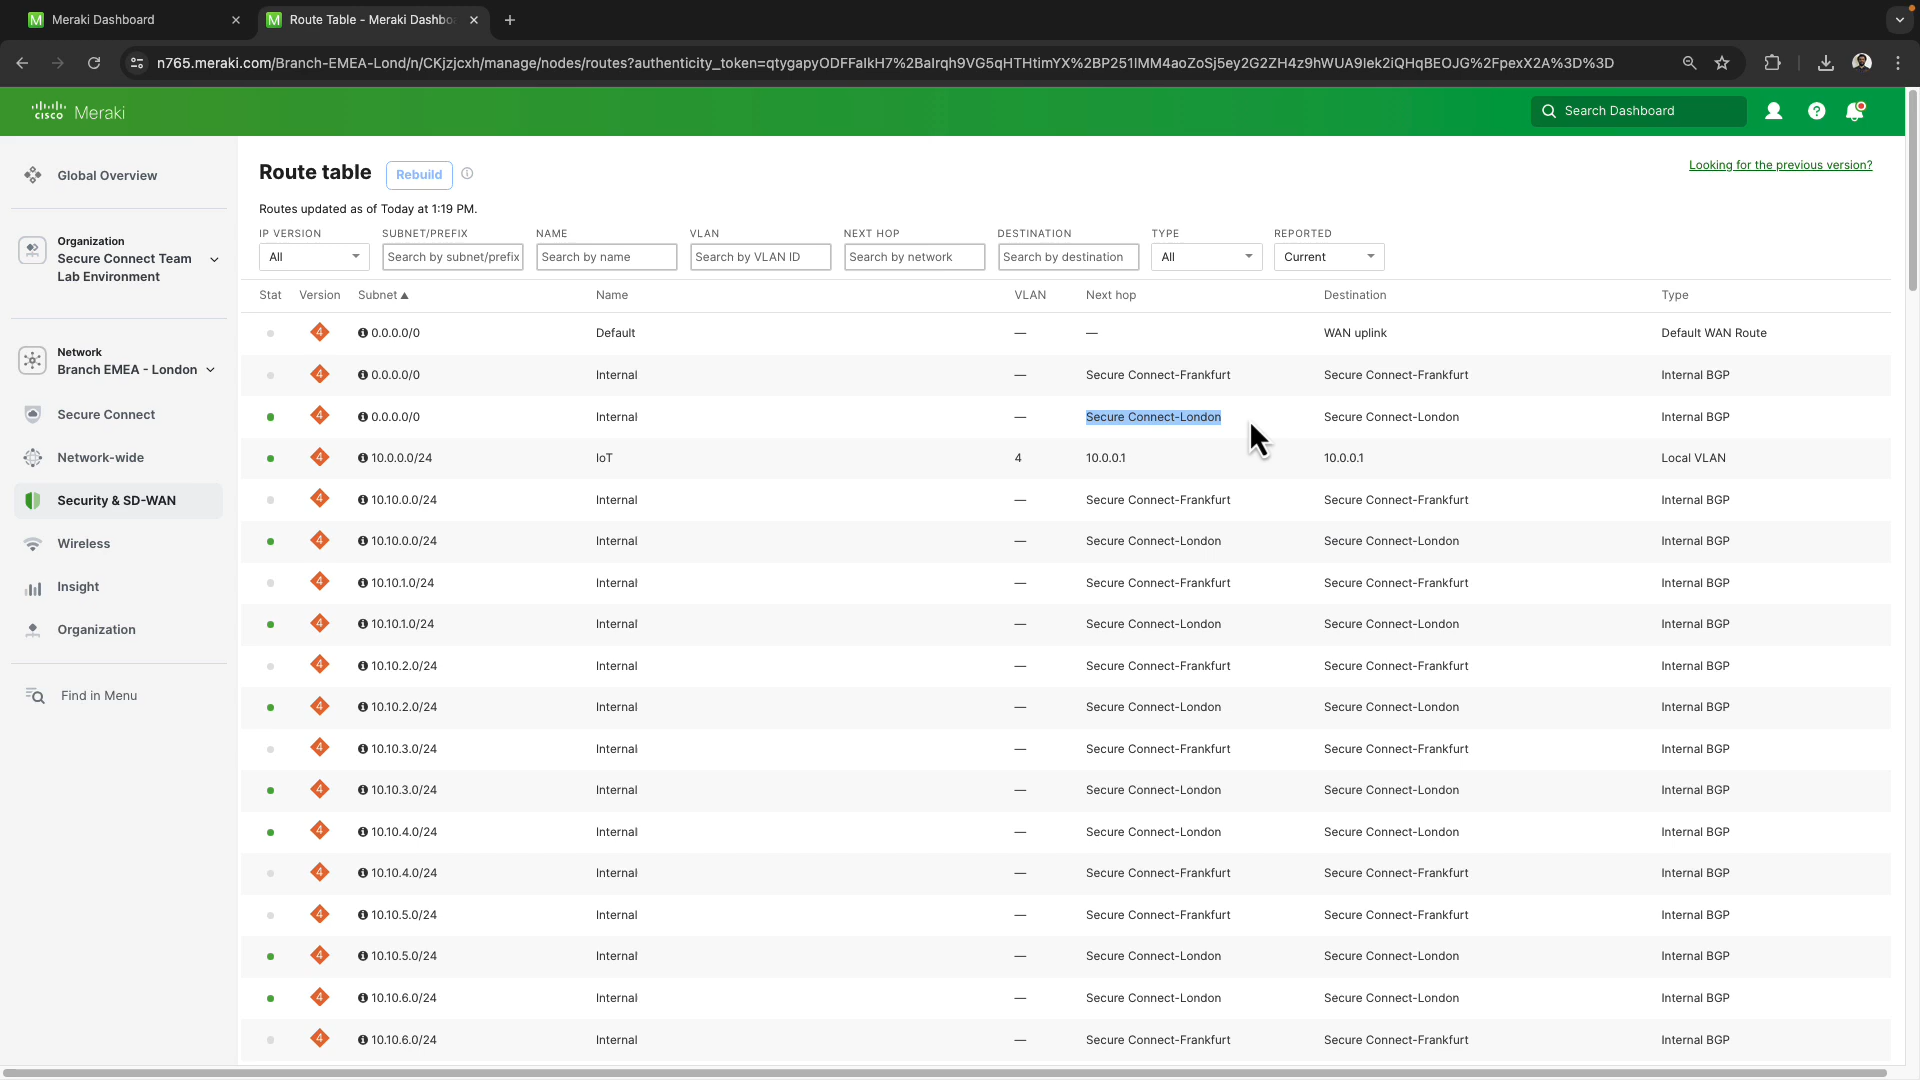 Meraki Dashboard
Route Table - Meraki Dashbo
n765.meraki.com/Branch-EMEA-Lond/n/CKjzjcxh/manage/nodes/routes?authenticity_token=qtygapyODFFaIkH7%2BaIrqh9VG5qHTHtimYX%2BP251IMM4aoZoSj5ey2G2ZH4z9hWUA9Iek2iQHqBEOJG%2FpexX2A%3D%3D
cisco Meraki
Search Dashboard
Global Overview
Organization
Secure Connect Team
Lab Environment
Network
Branch EMEA - London
Secure Connect
Network-wide
Security & SD-WAN
Wireless
Insight
Organization
Find in Menu
Route table
Rebuild
Looking for the previous version?
Routes updated as of Today at 1:19 PM.
IP VERSION SUBNET/PREFIX NAME VLAN NEXT HOP DESTINATION TYPE REPORTED
All Search by subnet/prefix Search by name Search by VLAN ID Search by network Search by destination All Current
Stat Version Subnet Name VLAN Next hop Destination Type
4 0.0.0.0/0 Default — — WAN uplink Default WAN Route
4 0.0.0.0/0 Internal — Secure Connect-Frankfurt Secure Connect-Frankfurt Internal BGP
4 0.0.0.0/0 Internal — Secure Connect-London Secure Connect-London Internal BGP
4 10.0.0.0/24 IoT 4 10.0.0.1 10.0.0.1 Local VLAN
4 10.10.0.0/24 Internal — Secure Connect-Frankfurt Secure Connect-Frankfurt Internal BGP
4 10.10.0.0/24 Internal — Secure Connect-London Secure Connect-London Internal BGP
4 10.10.1.0/24 Internal — Secure Connect-Frankfurt Secure Connect-Frankfurt Internal BGP
4 10.10.1.0/24 Internal — Secure Connect-London Secure Connect-London Internal BGP
4 10.10.2.0/24 Internal — Secure Connect-Frankfurt Secure Connect-Frankfurt Internal BGP
4 10.10.2.0/24 Internal — Secure Connect-London Secure Connect-London Internal BGP
4 10.10.3.0/24 Internal — Secure Connect-Frankfurt Secure Connect-Frankfurt Internal BGP
4 10.10.3.0/24 Internal — Secure Connect-London Secure Connect-London Internal BGP
4 10.10.4.0/24 Internal — Secure Connect-London Secure Connect-London Internal BGP
4 10.10.4.0/24 Internal — Secure Connect-Frankfurt Secure Connect-Frankfurt Internal BGP
4 10.10.5.0/24 Internal — Secure Connect-Frankfurt Secure Connect-Frankfurt Internal BGP
4 10.10.5.0/24 Internal — Secure Connect-London Secure Connect-London Internal BGP
4 10.10.6.0/24 Internal — Secure Connect-London Secure Connect-London Internal BGP
4 10.10.6.0/24 Internal — Secure Connect-Frankfurt Secure Connect-Frankfurt Internal BGP